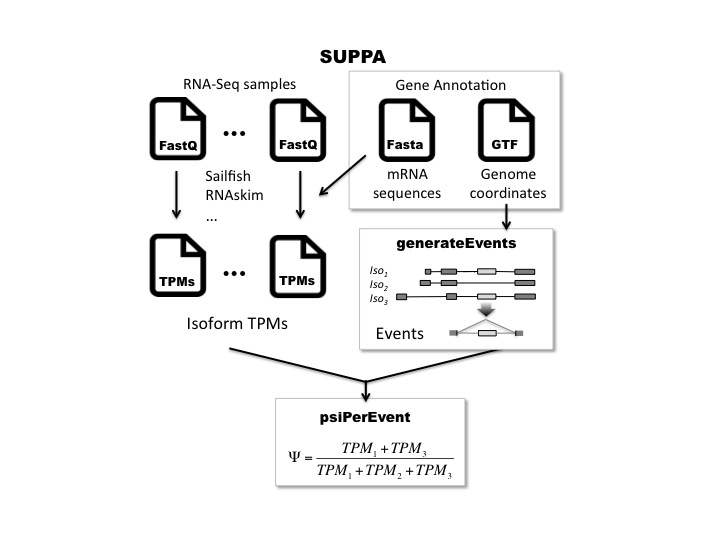 SUPPA
RNA-Seq samples
FastQ
...
FastQ
Gene Annotation
Fasta
GTF
mRNA
sequences
Genome
coordinates
Sailfish
RNAskim
...
TPMs
...
TPMs
Isoform TPMs
generateEvents
Iso₁
Iso₂
Iso₃
Events
psiPerEvent
Ψ = (TPM₁ + TPM₃) / (TPM₁ + TPM₂ + TPM₃)